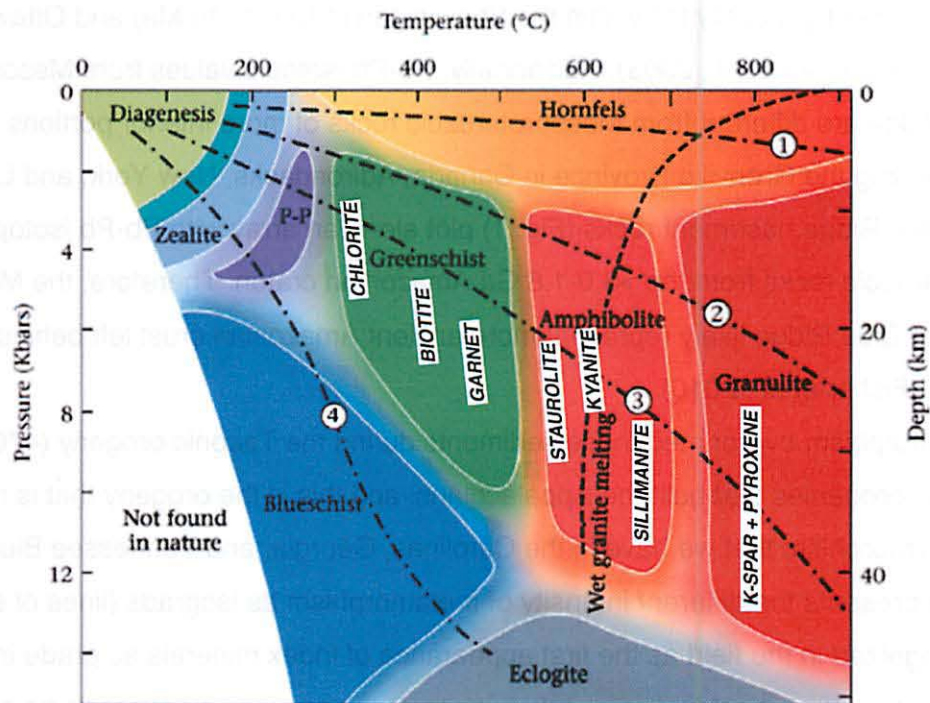 Temperature (°C)
0 200 400 600 800
0
4
8
12
Pressure (Kbars)
0
20
40
Depth (km)
Diagenesis
Hornfels
1
Zealite
P-P
CHLORITE
Greenschist
BIOTITE
GARNET
Amphibolite
STAUROLITE
KYANITE
Wet granite melting
SILLIMANITE
2
3
Granulite
K-SPAR + PYROXENE
4
Blueschist
Not found
in nature
Eclogite